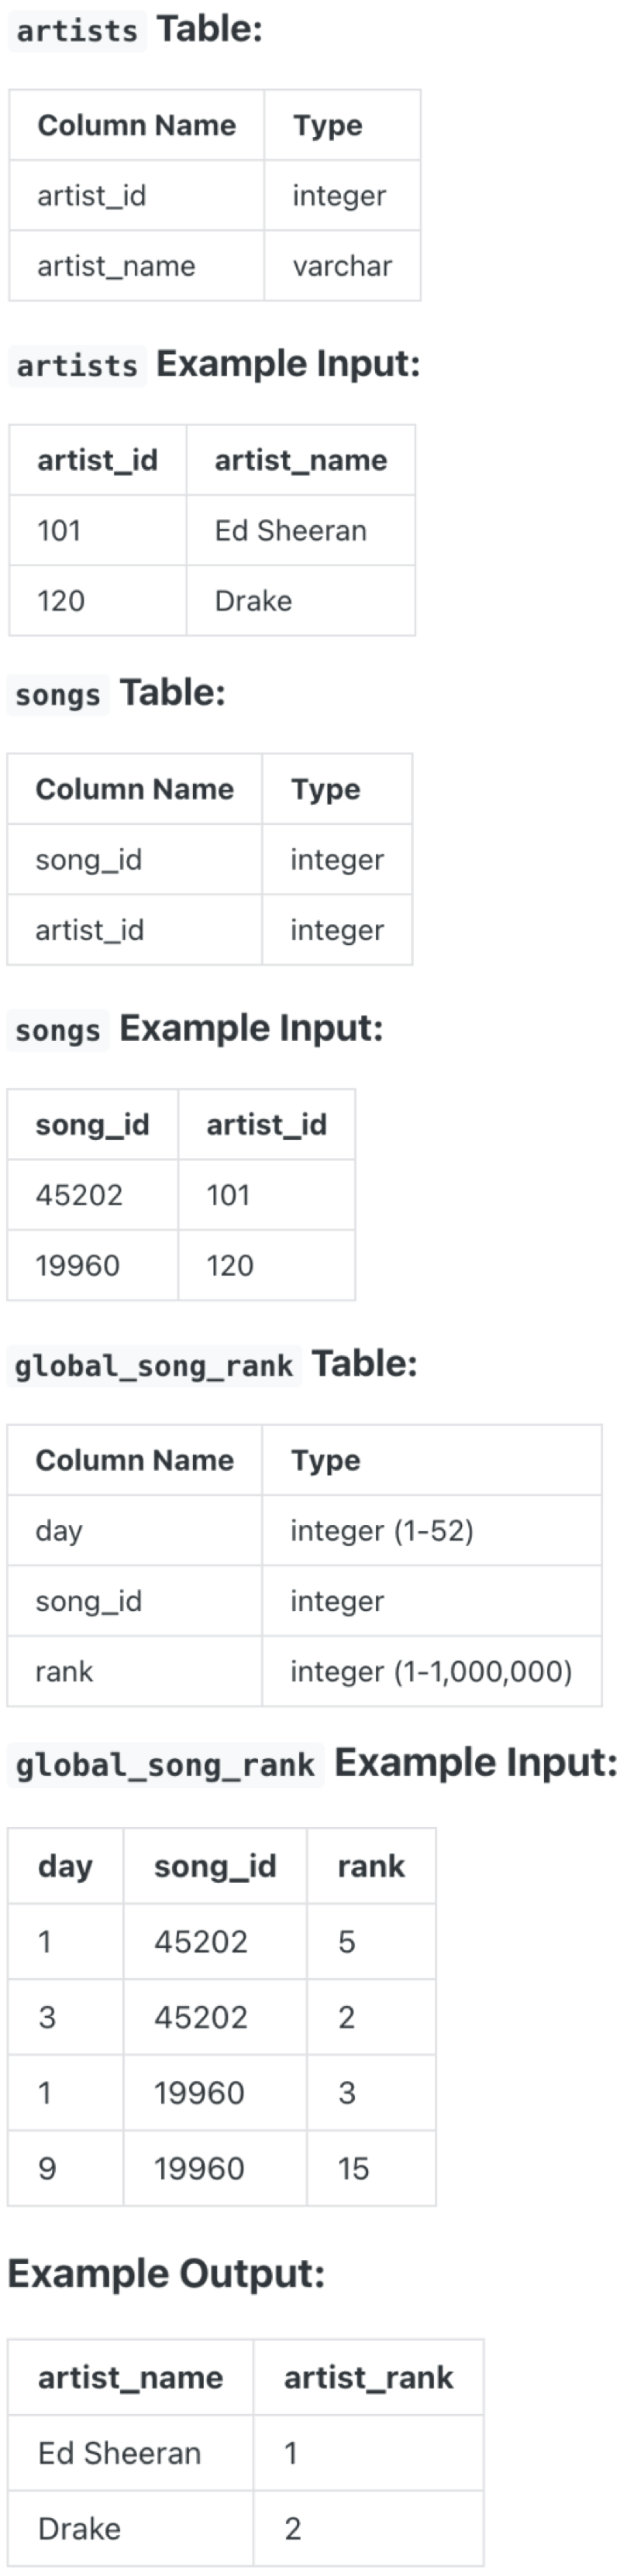 artists Table:
Column Name Type
artist_id integer
artist_name varchar
artists Example Input:
artist_id artist_name
101 Ed Sheeran
120 Drake
songs Table:
Column Name Type
song_id integer
artist_id integer
songs Example Input:
song_id artist_id
45202 101
19960 120
global_song_rank Table:
Column Name Type
day integer (1-52)
song_id integer
rank integer (1-1,000,000)
global_song_rank Example Input:
day song_id rank
1 45202 5
3 45202 2
1 19960 3
9 19960 15
Example Output:
artist_name artist_rank
Ed Sheeran 1
Drake 2